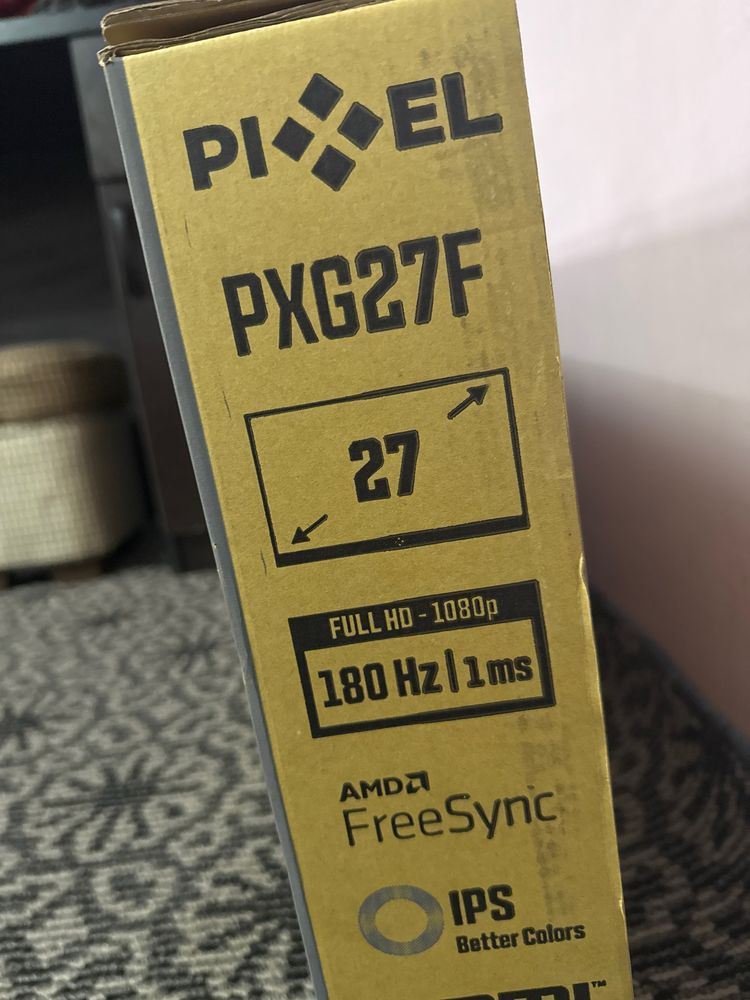 PIXEL
PXG27F
27
FULL HD - 1080p
180 Hz | 1ms
AMD
FreeSync
IPS
Better Colors